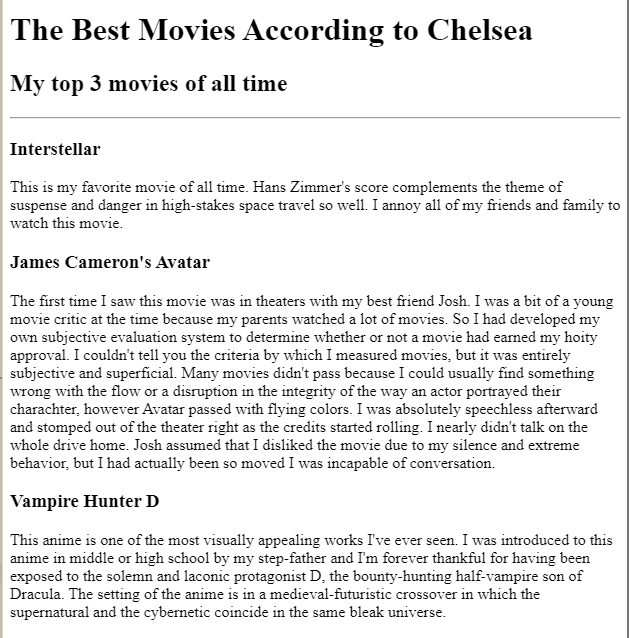 The Best Movies According to Chelsea
My top 3 movies of all time
Interstellar
This is my favorite movie of all time. Hans Zimmer's score complements the theme of
suspense and danger in high-stakes space travel so well. I annoy all of my friends and family to
watch this movie.
James Cameron's Avatar
The first time I saw this movie was in theaters with my best friend Josh. I was a bit of a young
movie critic at the time because my parents watched a lot of movies. So I had developed my
own subjective evaluation system to determine whether or not a movie had earned my hoity
approval. I couldn't tell you the criteria by which I measured movies, but it was entirely
subjective and superficial. Many movies didn't pass because I could usually find something
wrong with the flow or a disruption in the integrity of the way an actor portrayed their
charachter, however Avatar passed with flying colors. I was absolutely speechless afterward
and stomped out of the theater right as the credits started rolling. I nearly didn't talk on the
whole drive home. Josh assumed that I disliked the movie due to my silence and extreme
behavior, but I had actually been so moved I was incapable of conversation.
Vampire Hunter D
This anime is one of the most visually appealing works I've ever seen. I was introduced to this
anime in middle or high school by my step-father and I'm forever thankful for having been
exposed to the solemn and laconic protagonist D, the bounty-hunting half-vampire son of
Dracula. The setting of the anime is in a medieval-futuristic crossover in which the
supernatural and the cybernetic coincide in the same bleak universe.